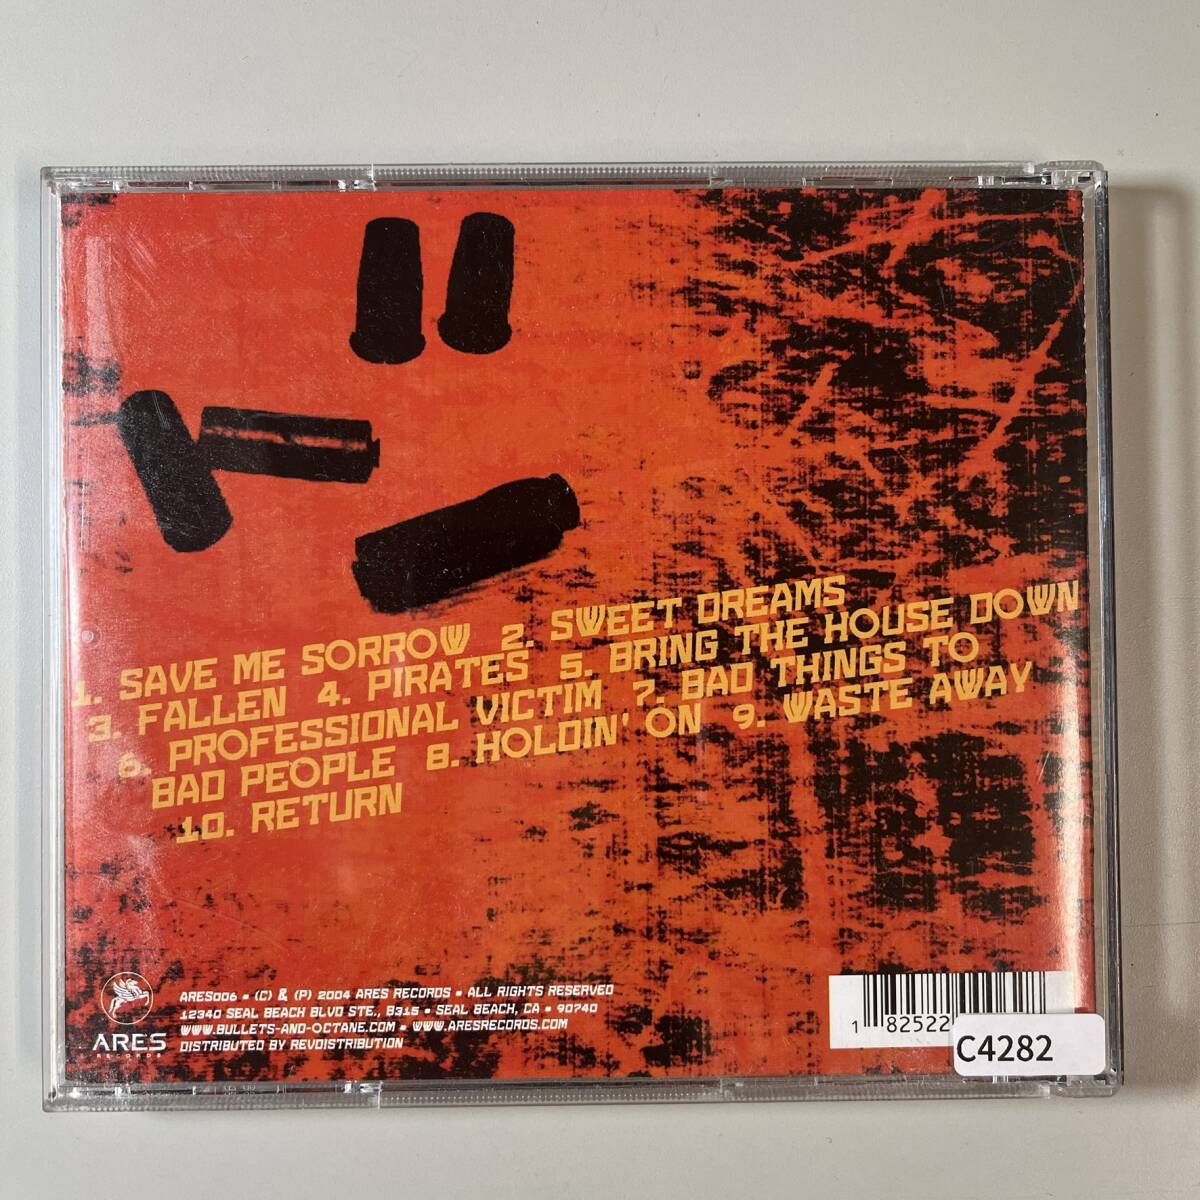 1. SAVE ME SORROW 2. SWEET DREAMS
3. FALLEN 4. PIRATES 5. BRING THE HOUSE DOWN
6. PROFESSIONAL VICTIM 7. BAD THINGS TO
BAD PEOPLE 8. HOLDIN' ON 9. WASTE AWAY
10. RETURN
ARES
RECORDS
ARES006 ▪ (C) & (P) 2004 ARES RECORDS ▪ ALL RIGHTS RESERVED
12340 SEAL BEACH BLVD STE., B315 ▪ SEAL BEACH, CA ▪ 90740
WWW.BULLETS-AND-OCTANE.COM ▪ WWW.ARESRECORDS.COM
DISTRIBUTED BY REVDISTRIBUTION
1 82522
C4282